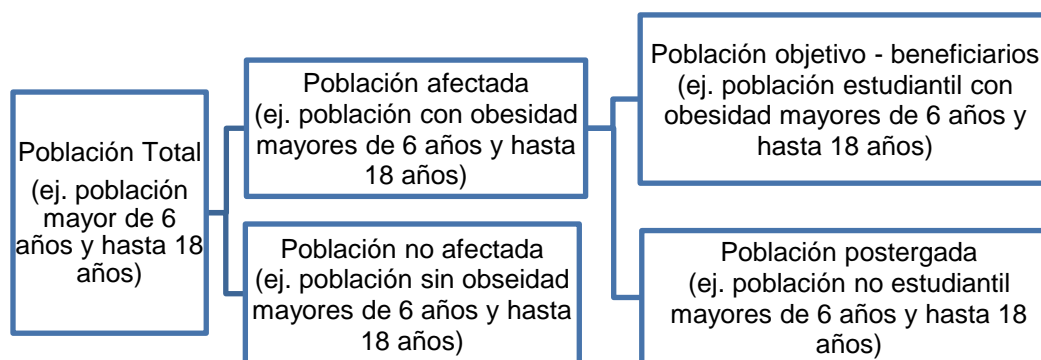 Población Total
(ej. población
mayor de 6
años y hasta 18
años)
Población afectada
(ej. población con obesidad
mayores de 6 años y hasta
18 años)
Población no afectada
(ej. población sin obseidad
mayores de 6 años y hasta
18 años)
Población objetivo - beneficiarios
(ej. población estudiantil con
obesidad mayores de 6 años y
hasta 18 años)
Población postergada
(ej. población no estudiantil
mayores de 6 años y hasta 18
años)